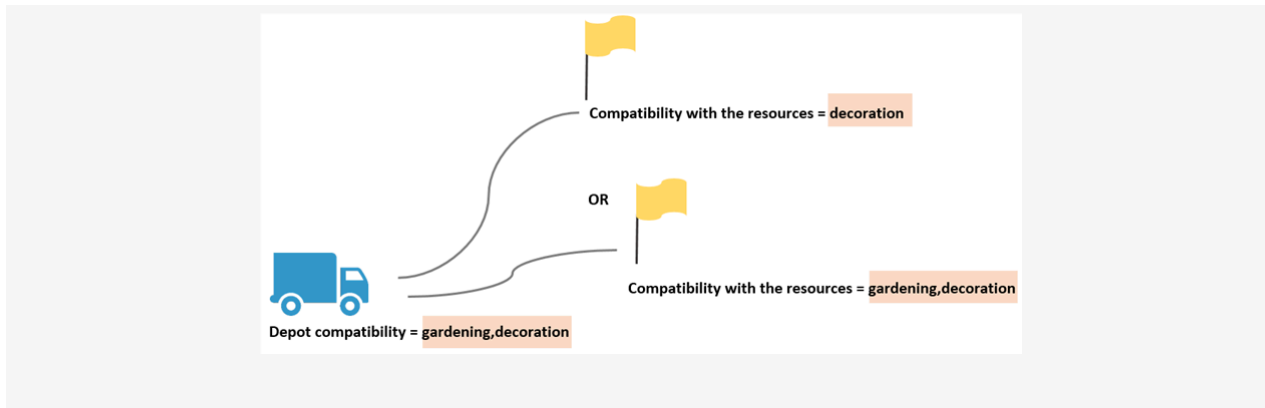 Compatibility with the resources = decoration
OR
Compatibility with the resources = gardening,decoration
Depot compatibility = gardening,decoration